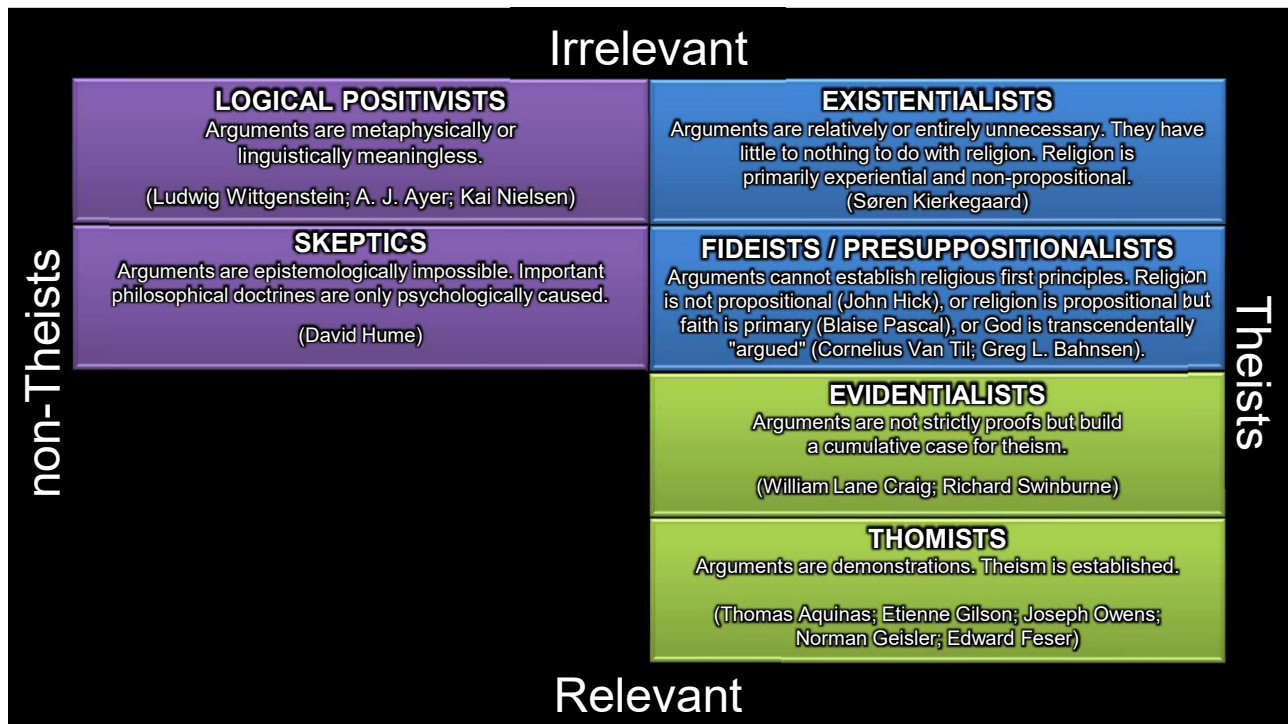 Irrelevant
LOGICAL POSITIVISTS
Arguments are metaphysically or
linguistically meaningless.
(Ludwig Wittgenstein; A. J. Ayer; Kai Nielsen)
SKEPTICS
Arguments are epistemologically impossible. Important
philosophical doctrines are only psychologically caused.
(David Hume)
non-Theists
EXISTENTIALISTS
Arguments are relatively or entirely unnecessary. They have
little to nothing to do with religion. Religion is
primarily experiential and non-propositional.
(Søren Kierkegaard)
FIDEISTS / PRESUPPOSITIONALISTS
Arguments cannot establish religious first principles. Religion
is not propositional (John Hick), or religion is propositional but
faith is primary (Blaise Pascal), or God is transcendentally
"argued" (Cornelius Van Til; Greg L. Bahnsen).
EVIDENTIALISTS
Arguments are not strictly proofs but build
a cumulative case for theism.
(William Lane Craig; Richard Swinburne)
THOMISTS
Arguments are demonstrations. Theism is established.
(Thomas Aquinas; Etienne Gilson; Joseph Owens;
Norman Geisler; Edward Feser)
Theists
Relevant